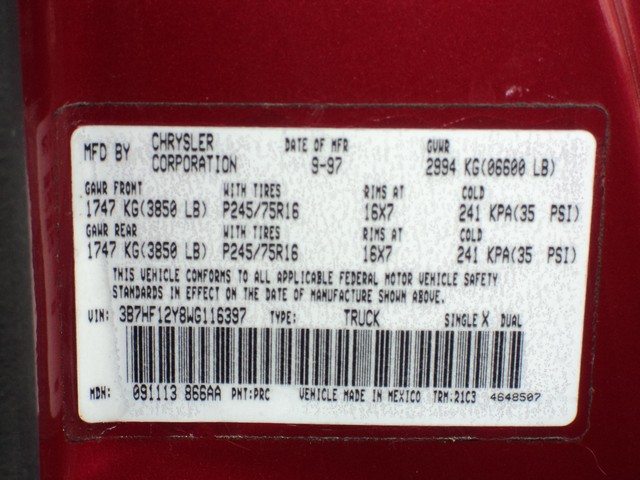 MFD BY CHRYSLER CORPORATION DATE OF MFR 9-97 GVWR 2994 KG(06600 LB)
GAWR FRONT WITH TIRES RIMS AT COLD
1747 KG(3850 LB) P245/75R16 16X7 241 KPA(35 PSI)
GAWR REAR WITH TIRES RIMS AT COLD
1747 KG(3850 LB) P245/75R16 16X7 241 KPA(35 PSI)
THIS VEHICLE CONFORMS TO ALL APPLICABLE FEDERAL MOTOR VEHICLE SAFETY
STANDARDS IN EFFECT ON THE DATE OF MANUFACTURE SHOWN ABOVE.
VIN: 3B7HF12Y8WG116397 TYPE: TRUCK SINGLE X DUAL
MDH: 091113 866AA PNT:PRC VEHICLE MADE IN MEXICO TRM:R1C3 4648507